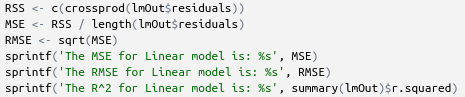 RSS <- c(crossprod(lmOut$residuals))
MSE <- RSS / length(lmOut$residuals)
RMSE <- sqrt(MSE)
sprintf('The MSE for Linear model is: %s', MSE)
sprintf('The RMSE for Linear model is: %s', RMSE)
sprintf('The R^2 for Linear model is: %s', summary(lmOut)$r.squared)